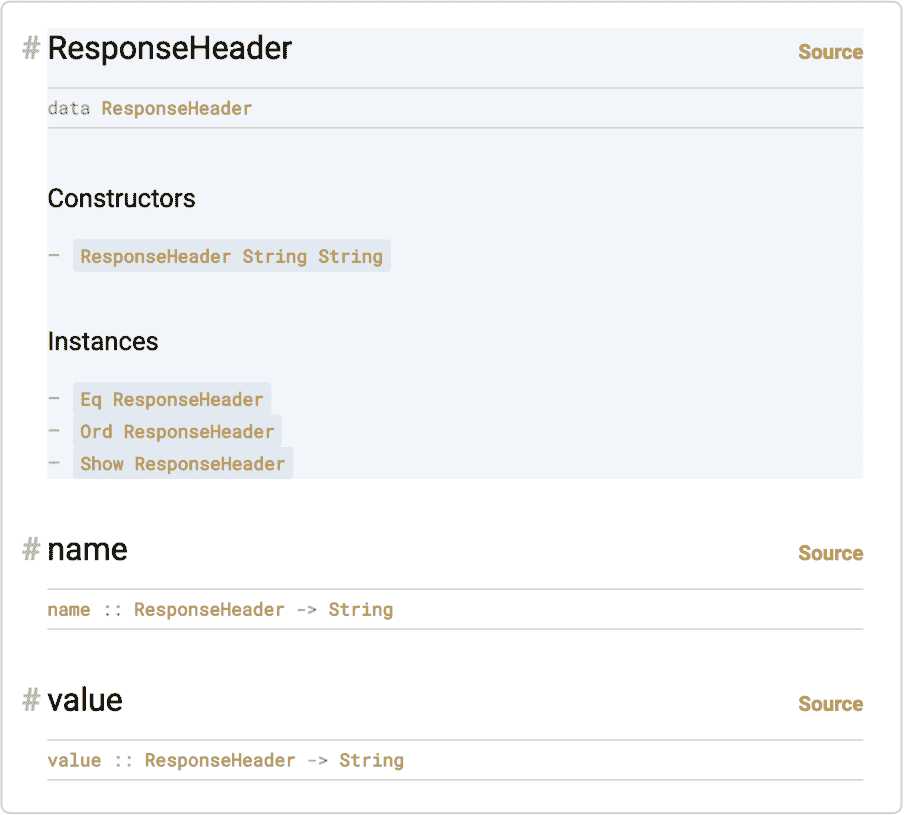 # ResponseHeader Source
data ResponseHeader
Constructors
– ResponseHeader String String
Instances
– Eq ResponseHeader
– Ord ResponseHeader
– Show ResponseHeader
# name Source
name :: ResponseHeader -> String
# value Source
value :: ResponseHeader -> String